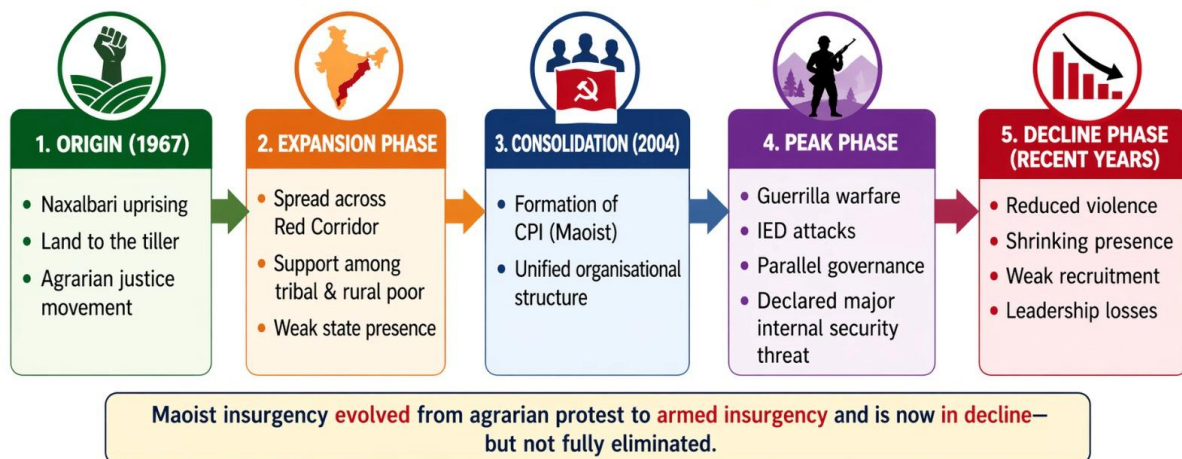 1. ORIGIN (1967)
• Naxalbari uprising
• Land to the tiller
• Agrarian justice
movement
2. EXPANSION PHASE
• Spread across
Red Corridor
• Support among
tribal & rural poor
• Weak state presence
3. CONSOLIDATION (2004)
• Formation of
CPI (Maoist)
• Unified organisational
structure
4. PEAK PHASE
• Guerrilla warfare
• IED attacks
• Parallel governance
• Declared major
internal security
threat
5. DECLINE PHASE
(RECENT YEARS)
• Reduced violence
• Shrinking presence
• Weak recruitment
• Leadership losses
Maoist insurgency evolved from agrarian protest to armed insurgency and is now in decline—
but not fully eliminated.